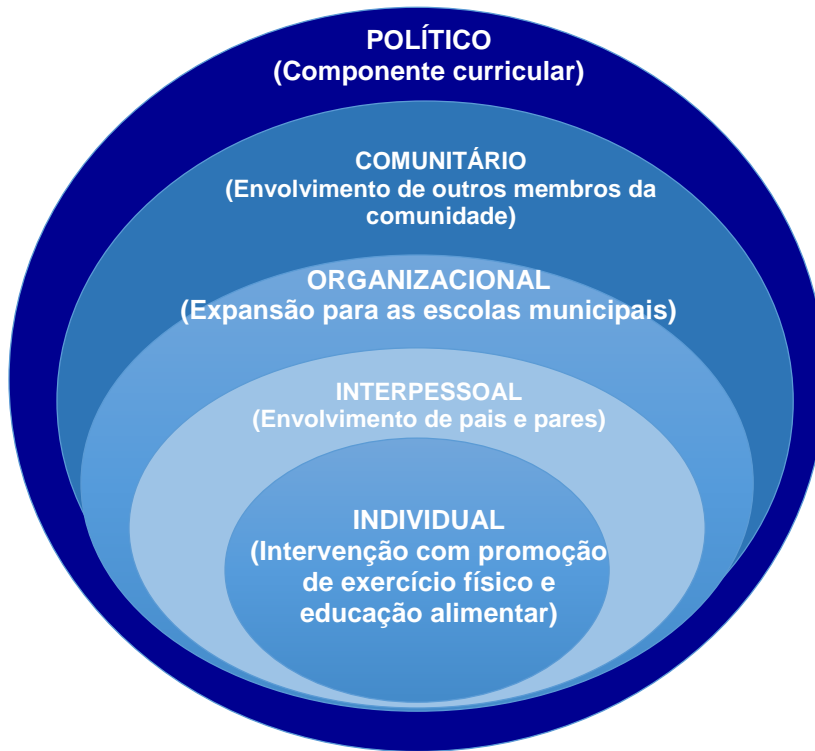 POLÍTICO
(Componente curricular)
COMUNITÁRIO
(Envolvimento de outros membros da
comunidade)
ORGANIZACIONAL
(Expansão para as escolas municipais)
INTERPESSOAL
(Envolvimento de pais e pares)
INDIVIDUAL
(Intervenção com promoção
de exercício físico e
educação alimentar)